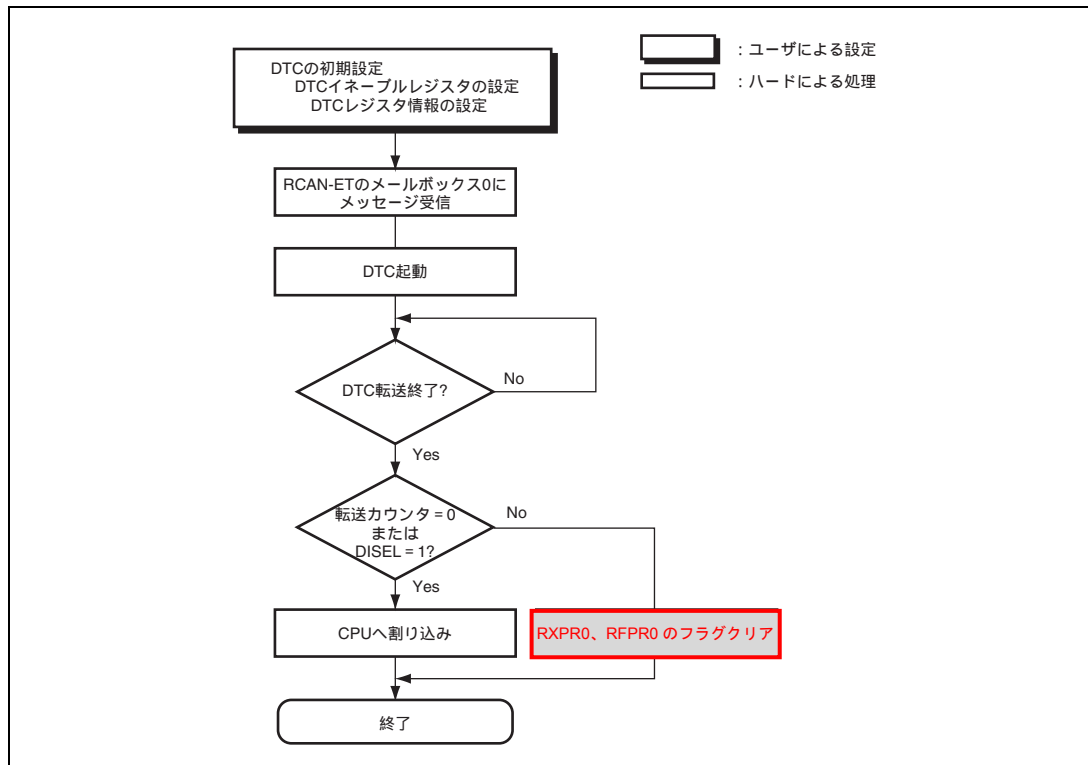 DTCの初期設定
DTCイネーブルレジスタの設定
DTCレジスタ情報の設定
：ユーザによる設定
：ハードによる処理
RCAN-ETのメールボックス0に
メッセージ受信
DTC起動
DTC転送終了?
No
Yes
転送カウンタ = 0
または
DISEL = 1?
No
Yes
CPUへ割り込み
RXPR0、RFPR0 のフラグクリア
終了